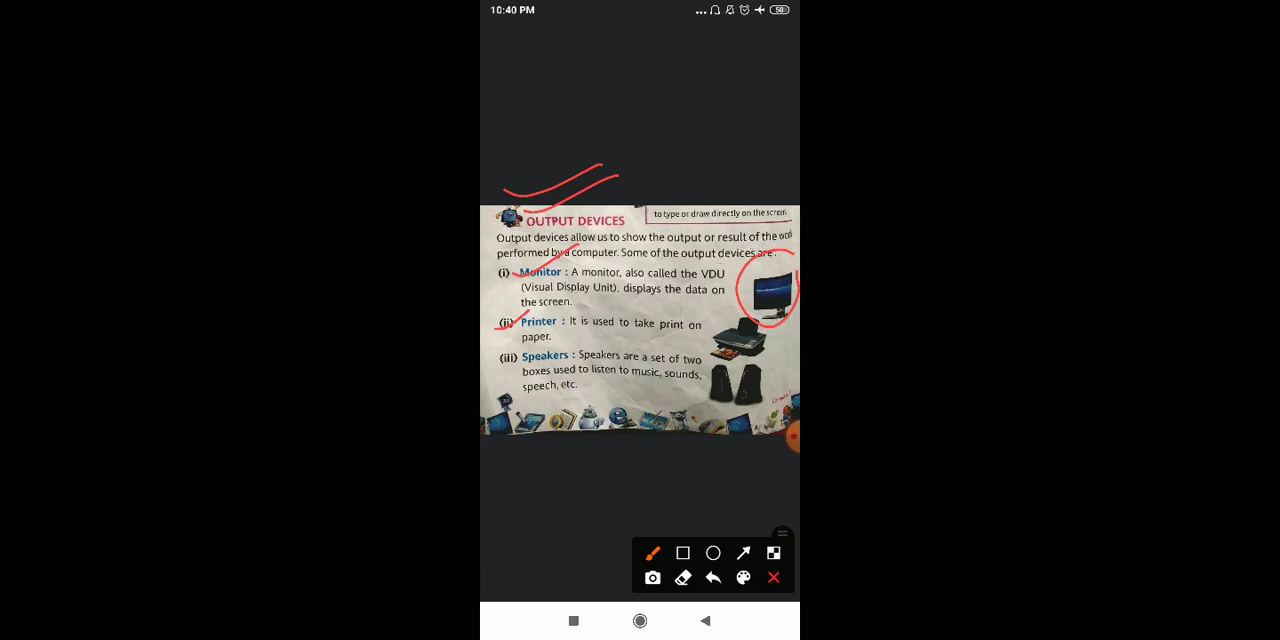 10:40 PM
50
to type or draw directly on the screen
OUTPUT DEVICES
Output devices allow us to show the output or result of the work
performed by a computer. Some of the output devices are :
(i) Monitor : A monitor, also called the VDU
(Visual Display Unit), displays the data on
the screen.
(ii) Printer : It is used to take print on
paper.
(iii) Speakers : Speakers are a set of two
boxes used to listen to music, sounds,
speech, etc.